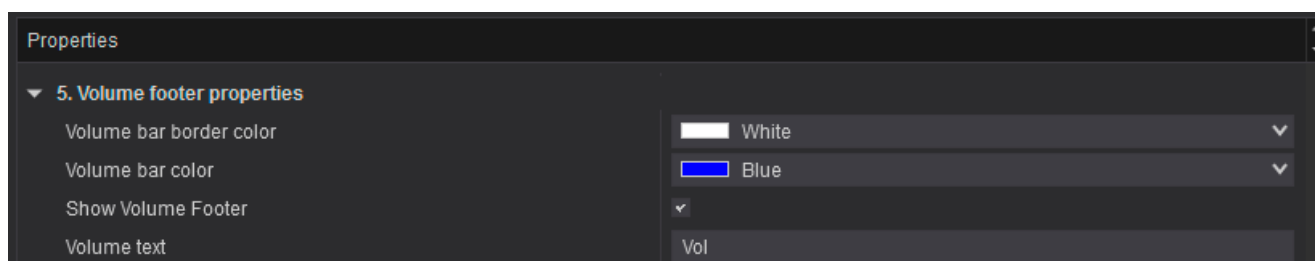 Properties
5. Volume footer properties
Volume bar border color White
Volume bar color Blue
Show Volume Footer
Volume text Vol